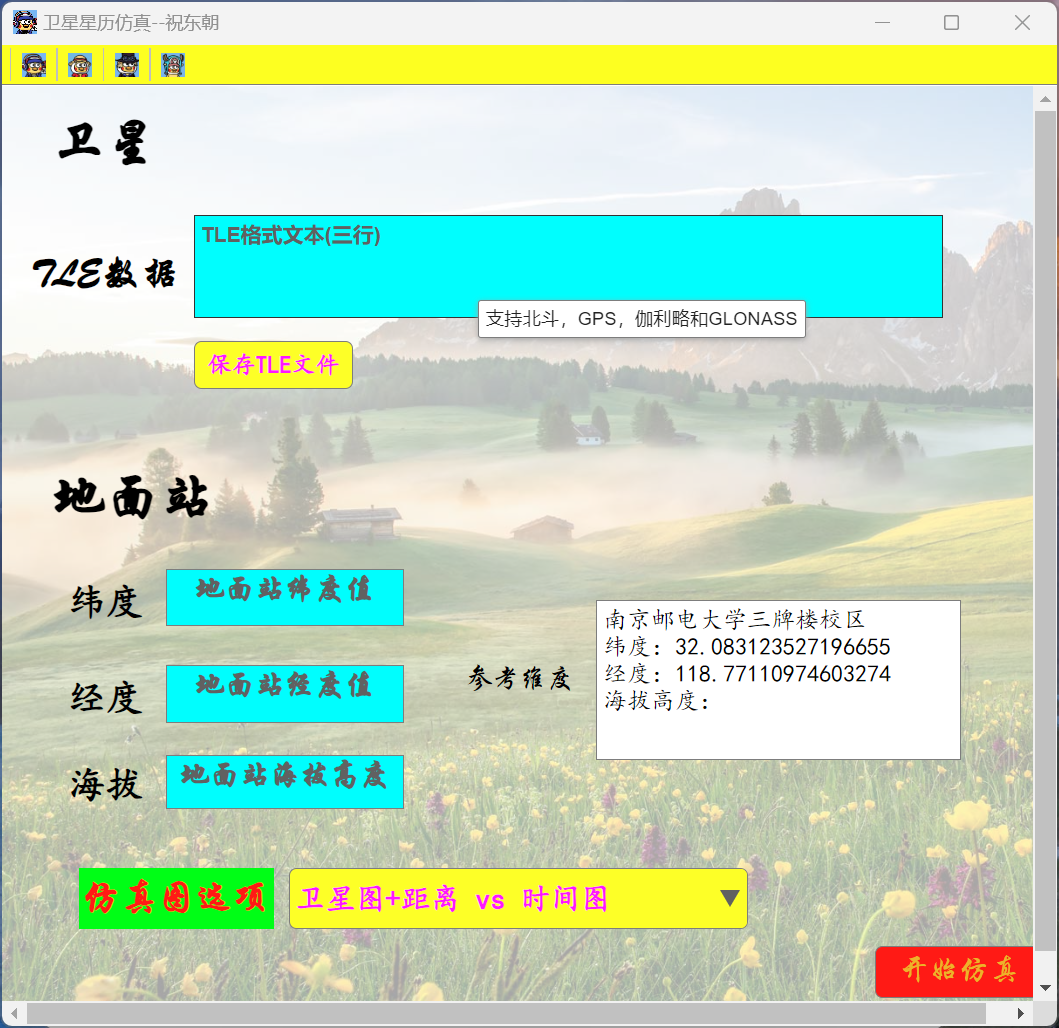 卫星星历仿真--祝东朝
卫星
TLE数据
TLE格式文本(三行)
支持北斗，GPS，伽利略和GLONASS
保存TLE文件
地面站
纬度
地面站纬度值
经度
地面站经度值
海拔
地面站海拔高度
参考维度
南京邮电大学三牌楼校区
纬度：32.083123527196655
经度：118.77110974603274
海拔高度：
仿真图选项
卫星图+距离 vs 时间图
开始仿真